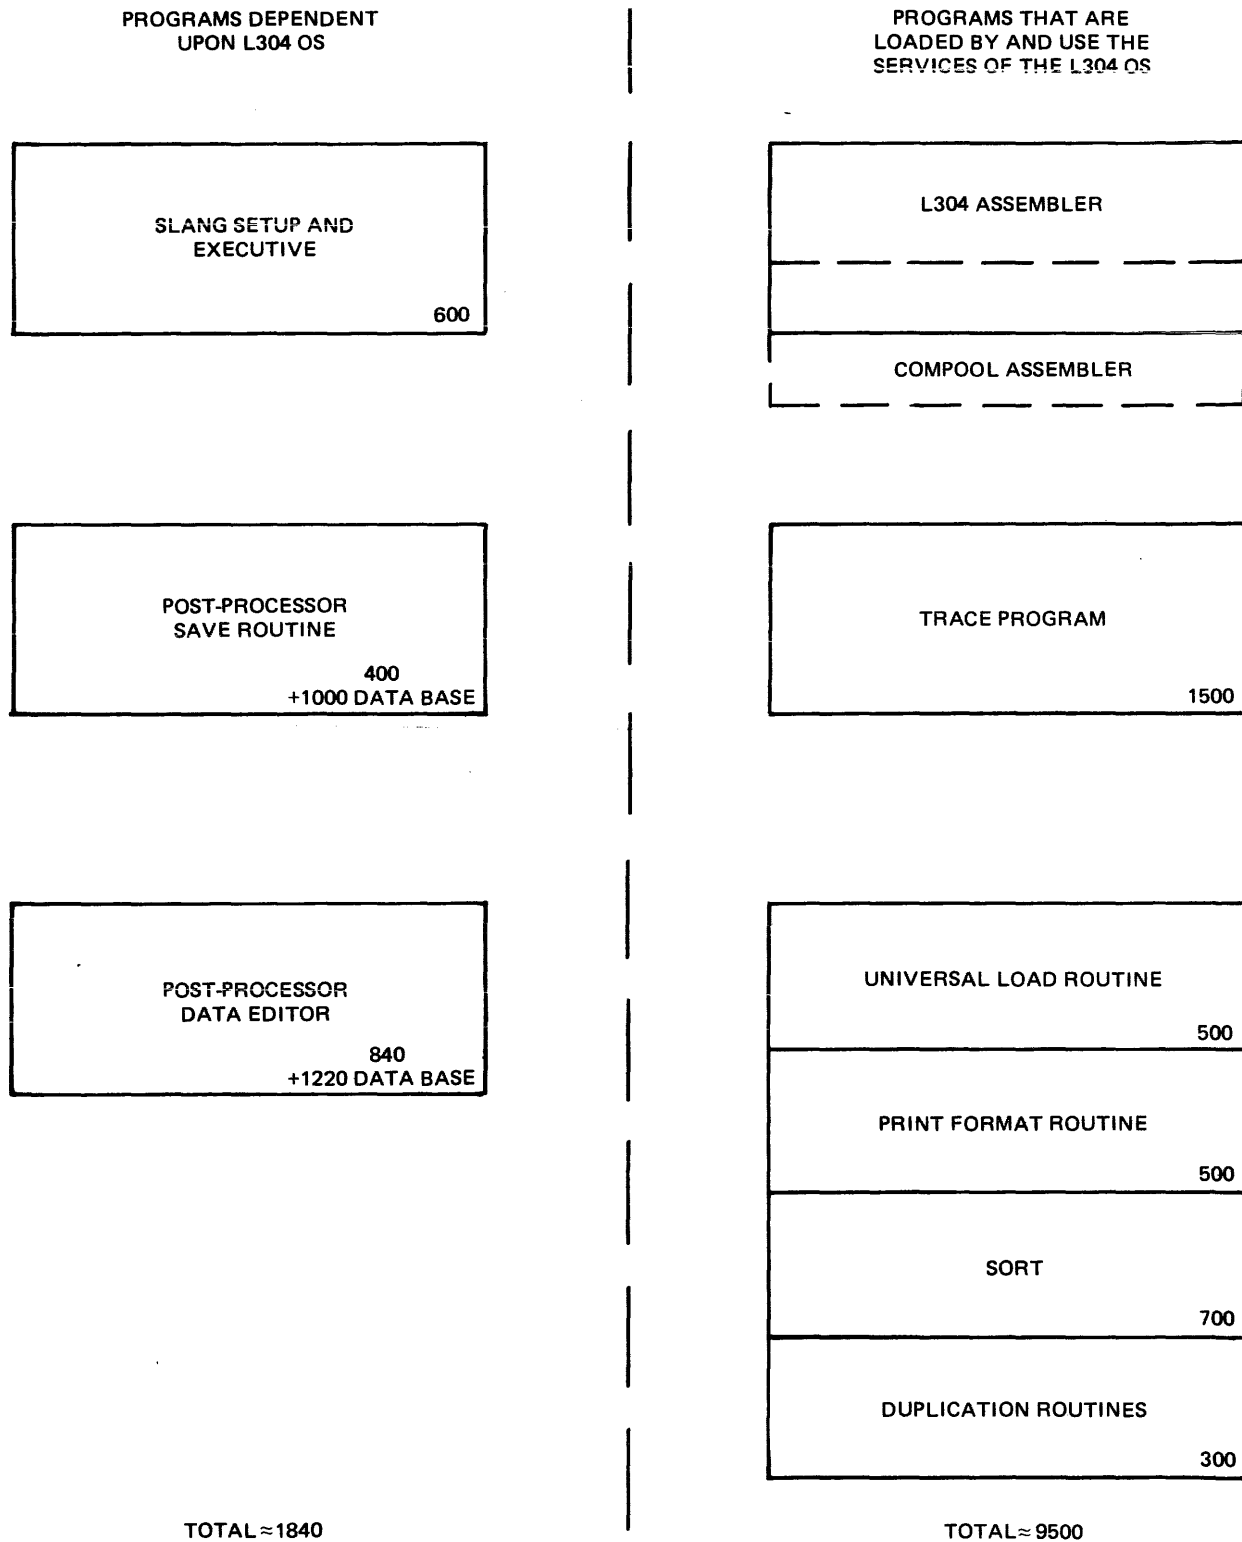 PROGRAMS DEPENDENT
UPON L304 OS
SLANG SETUP AND
EXECUTIVE
600
POST-PROCESSOR
SAVE ROUTINE
400
+1000 DATA BASE
POST-PROCESSOR
DATA EDITOR
840
+1220 DATA BASE
TOTAL≈1840
PROGRAMS THAT ARE
LOADED BY AND USE THE
SERVICES OF THE L304 OS
L304 ASSEMBLER
COMPOOL ASSEMBLER
TRACE PROGRAM
1500
UNIVERSAL LOAD ROUTINE
500
PRINT FORMAT ROUTINE
500
SORT
700
DUPLICATION ROUTINES
300
TOTAL≈9500